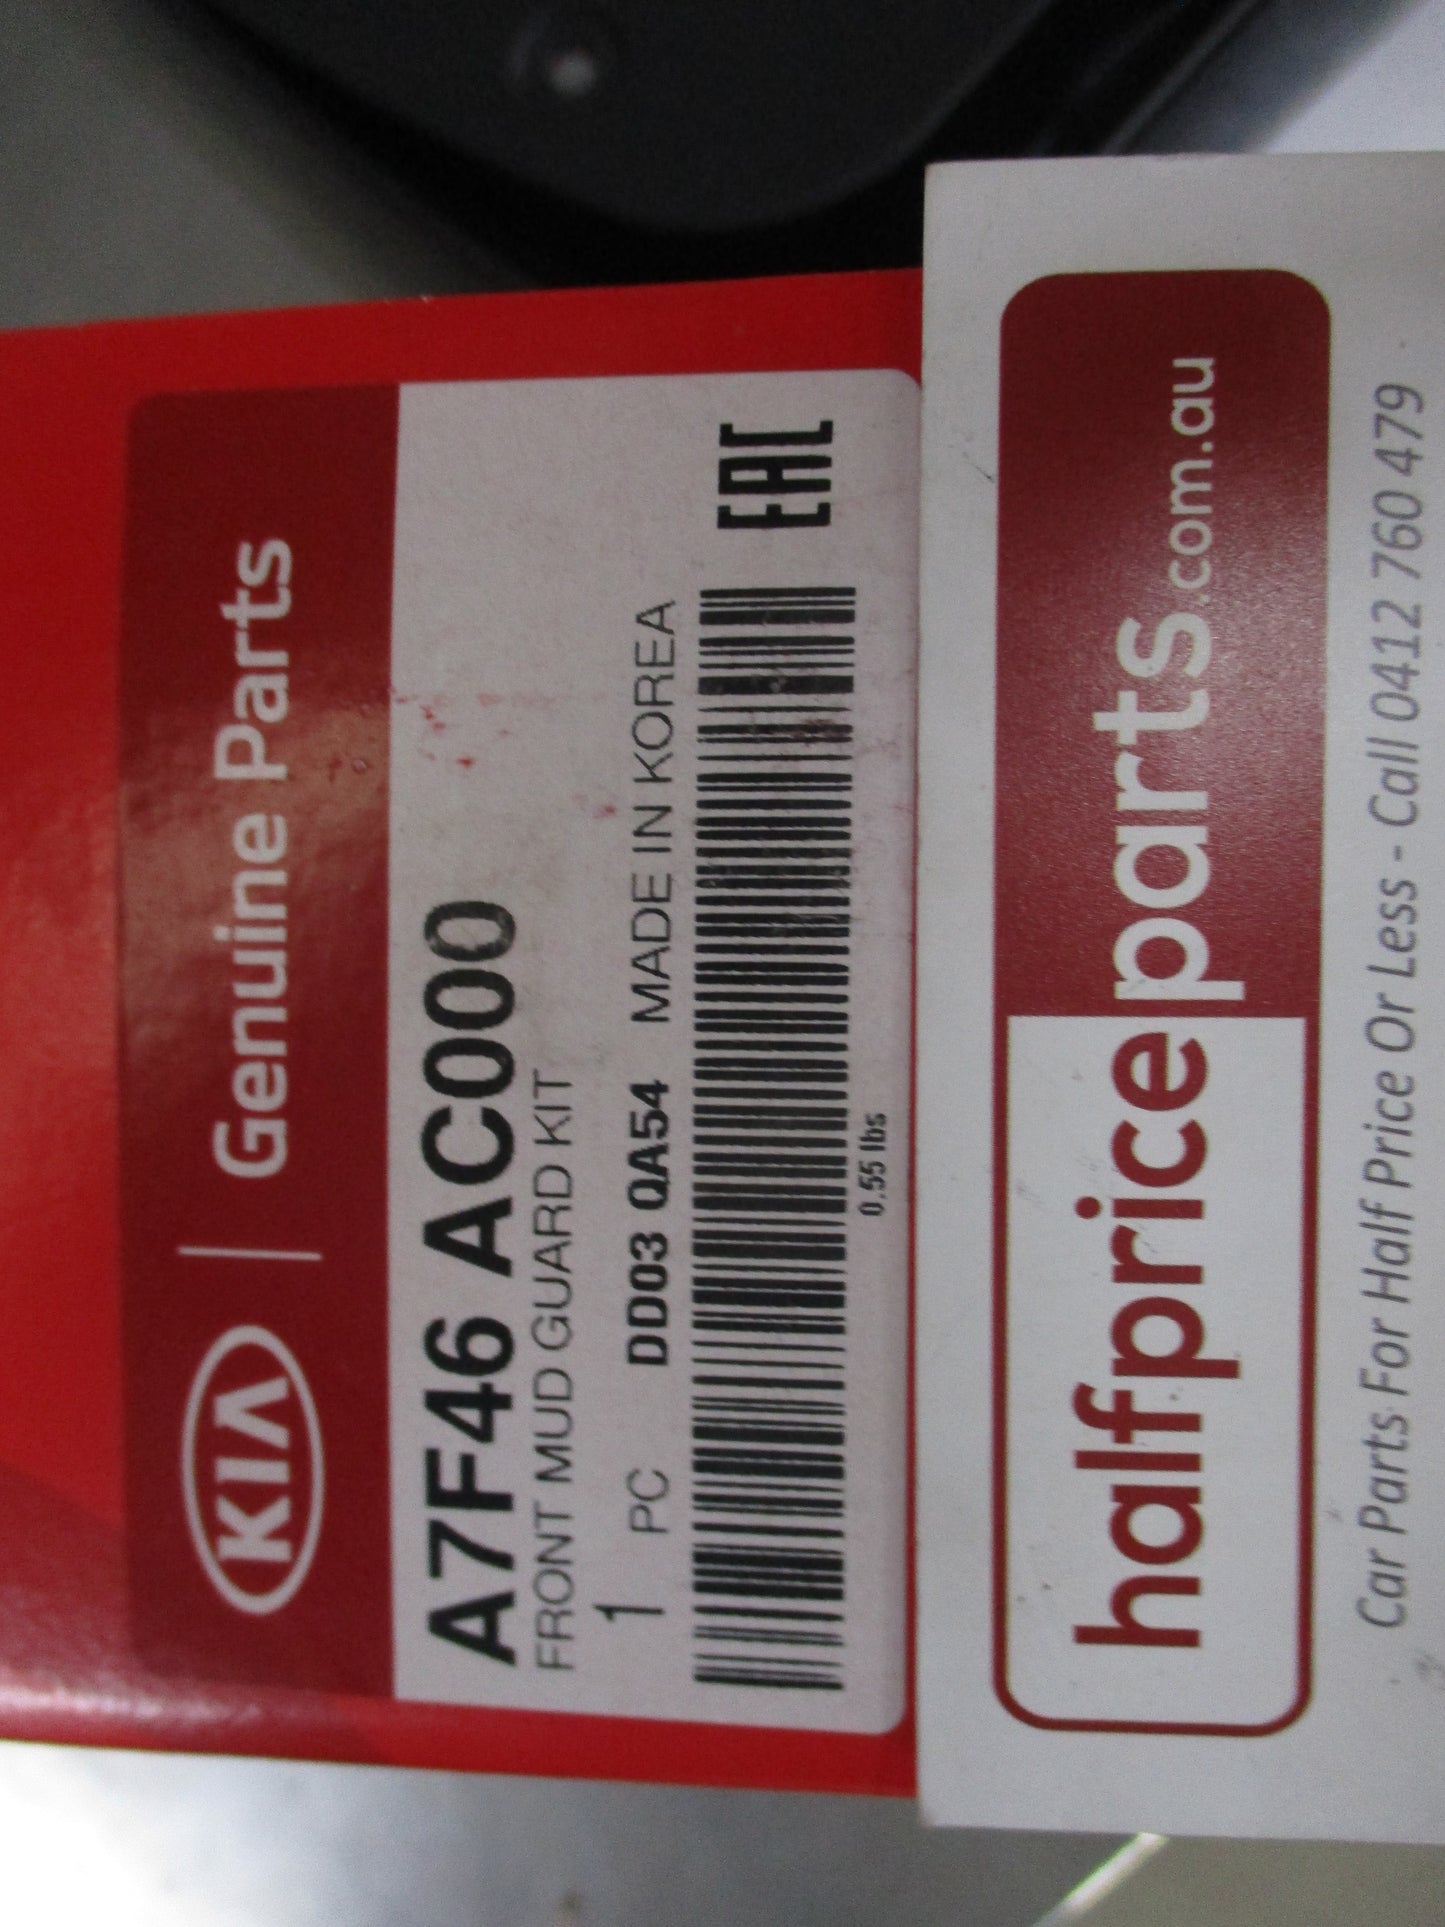 KIA | Genuine Parts
A7F46 AC000
FRONT MUD GUARD KIT
1 PC DD03 QA54 MADE IN KOREA
EAC
0.55 lbs
halfpriceparts.com.au
Car Parts For Half Price Or Less - Call 0412 760 479